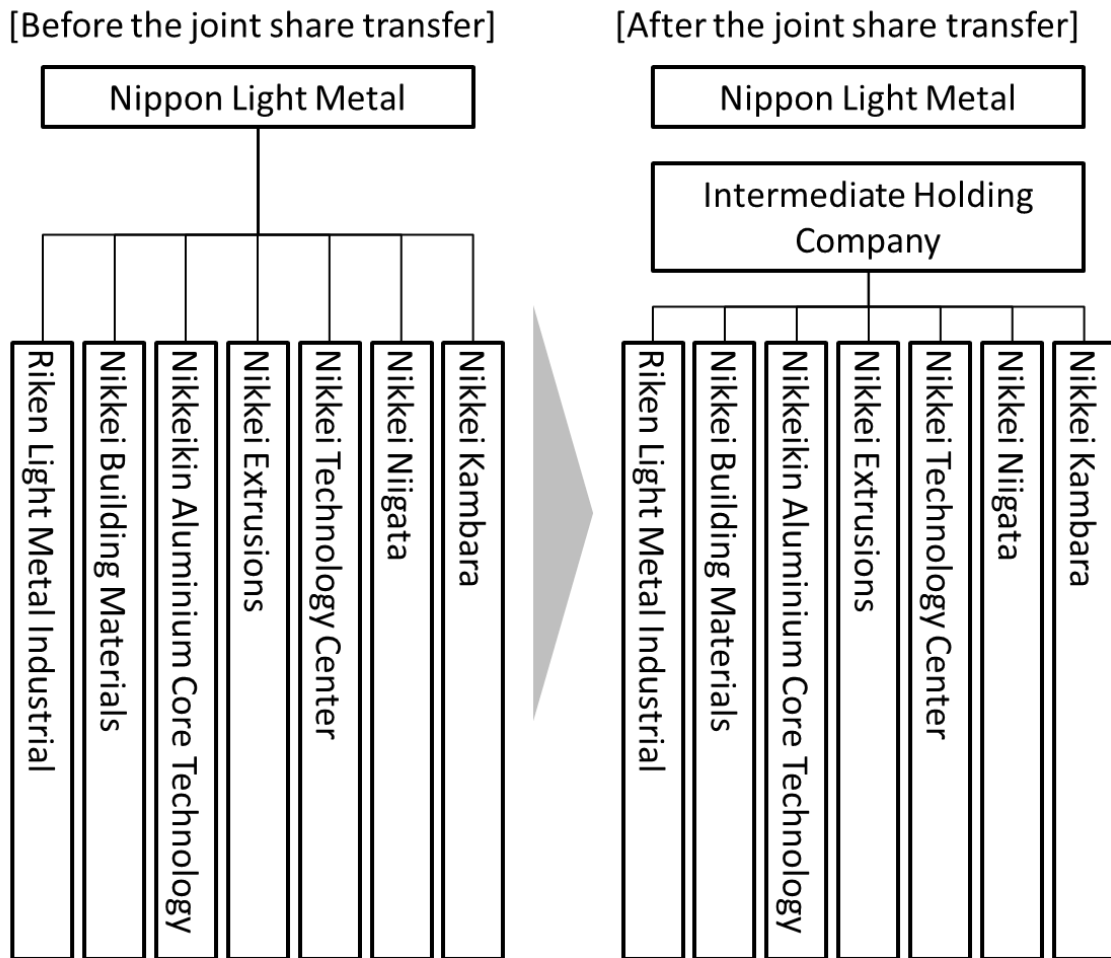 [Before the joint share transfer]
Nippon Light Metal
Riken Light Metal Industrial
Nikkei Building Materials
Nikkeikin Aluminium Core Technology
Nikkei Extrusions
Nikkei Technology Center
Nikkei Niigata
Nikkei Kambara
[After the joint share transfer]
Nippon Light Metal
Intermediate Holding
Company
Riken Light Metal Industrial
Nikkei Building Materials
Nikkeikin Aluminium Core Technology
Nikkei Extrusions
Nikkei Technology Center
Nikkei Niigata
Nikkei Kambara